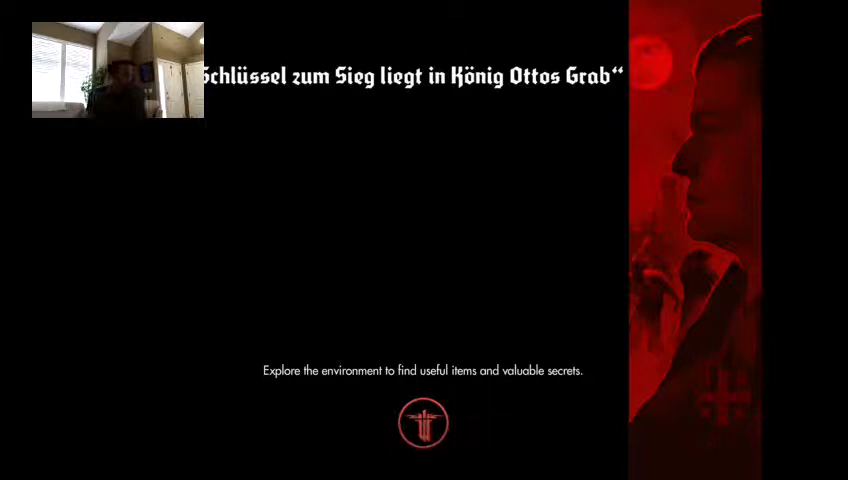 Schlüssel zum Sieg liegt in König Ottos Grab“
Explore the environment to find useful items and valuable secrets.